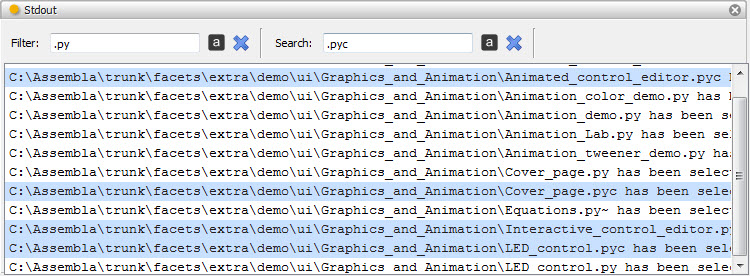 Stdout
Filter: .py a Search: .pyc a
C:\Assembla\trunk\facets\extra\demo\ui\Graphics_and_Animation\Animated_control_editor.pyc
C:\Assembla\trunk\facets\extra\demo\ui\Graphics_and_Animation\Animation_color_demo.py has
C:\Assembla\trunk\facets\extra\demo\ui\Graphics_and_Animation\Animation_demo.py has been se
C:\Assembla\trunk\facets\extra\demo\ui\Graphics_and_Animation\Animation_Lab.py has been sel
C:\Assembla\trunk\facets\extra\demo\ui\Graphics_and_Animation\Animation_tweener_demo.py ha
C:\Assembla\trunk\facets\extra\demo\ui\Graphics_and_Animation\Cover_page.py has been selec
C:\Assembla\trunk\facets\extra\demo\ui\Graphics_and_Animation\Cover_page.pyc has been sele
C:\Assembla\trunk\facets\extra\demo\ui\Graphics_and_Animation\Equations.py~ has been selec
C:\Assembla\trunk\facets\extra\demo\ui\Graphics_and_Animation\Interactive_control_editor.py
C:\Assembla\trunk\facets\extra\demo\ui\Graphics_and_Animation\LED_control.pyc has been sel
C:\Assembla\trunk\facets\extra\demo\ui\Graphics_and_Animation\LED_control.py has been sele